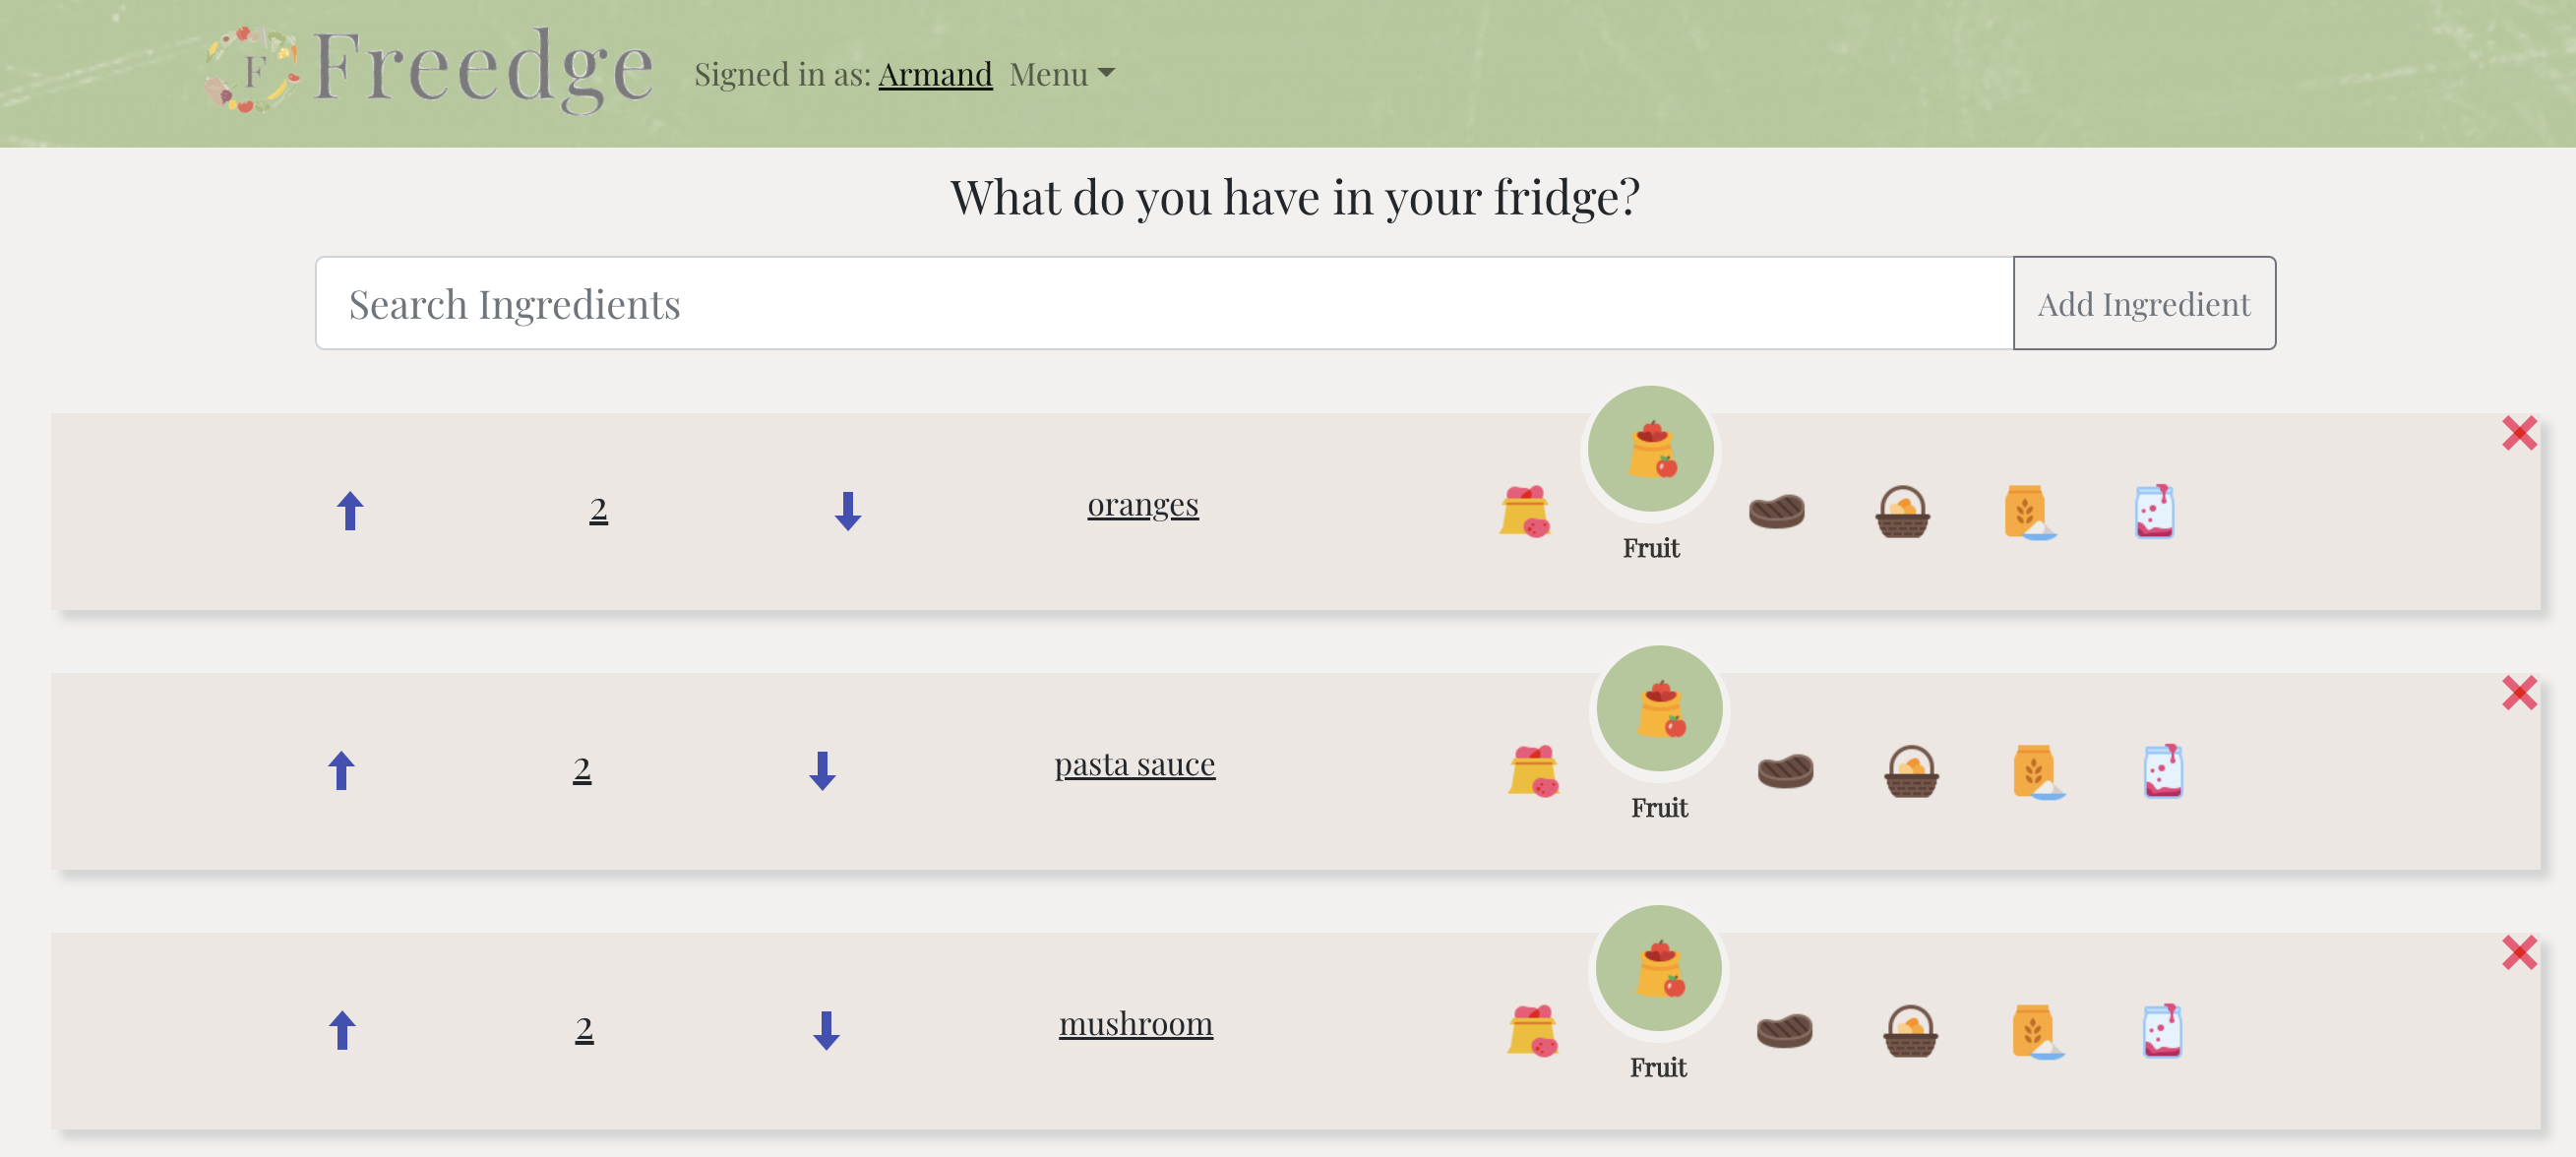 F Freedge Signed in as: Armand Menu
What do you have in your fridge?
Search Ingredients Add Ingredient
2 oranges Fruit
2 pasta sauce Fruit
2 mushroom Fruit